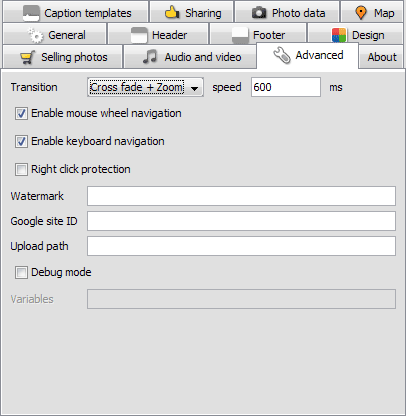 Caption templates Sharing Photo data Map
General Header Footer Design
Selling photos Audio and video Advanced About
Transition Cross fade + Zoom speed 600 ms
Enable mouse wheel navigation
Enable keyboard navigation
Right click protection
Watermark
Google site ID
Upload path
Debug mode
Variables